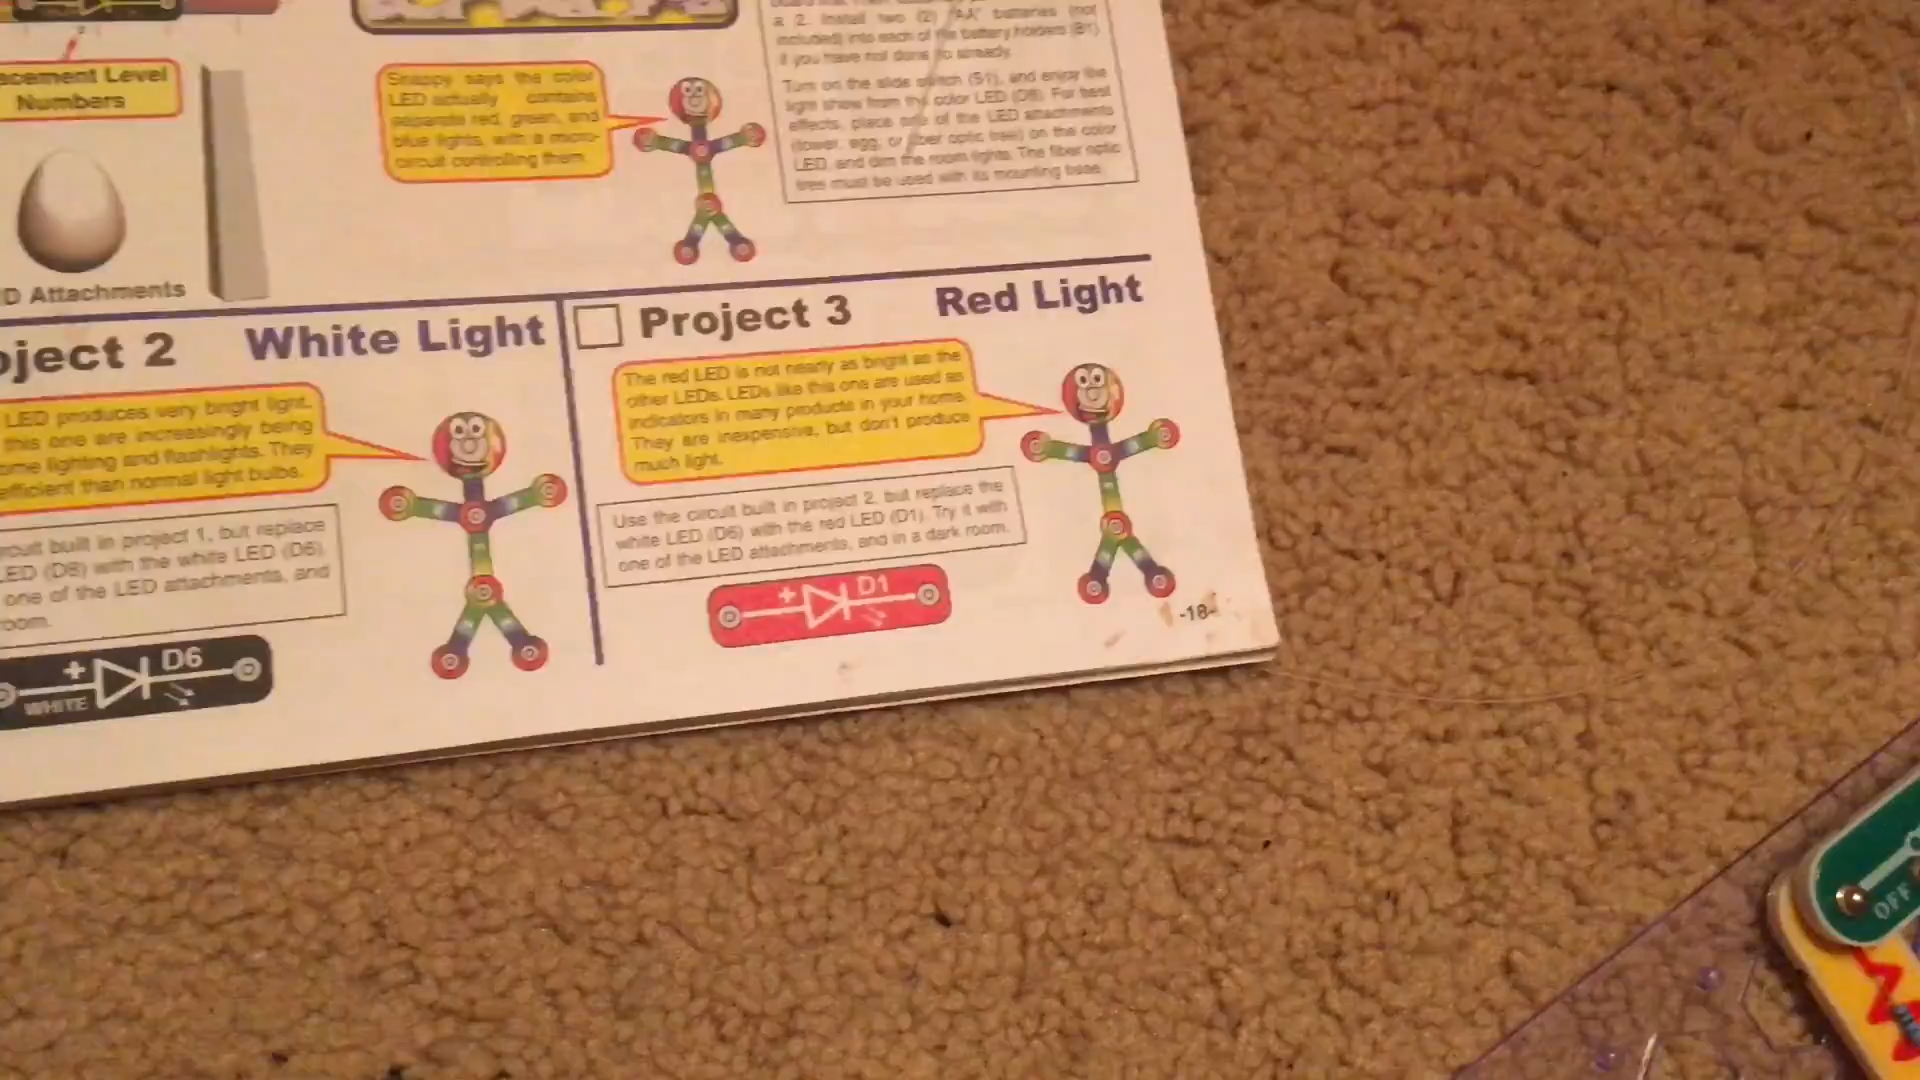 a 2. Install two (2) "AA" batteries (not
included) into each of the battery holders (B1)
if you have not done so already.
Turn on the slide switch (S1), and enjoy the
light show from the color LED (D8). For best
effects, place one of the LED attachments
(tower, egg, or fiber optic tree) on the color
LED, and dim the room lights. The fiber optic
tree must be used with its mounting base.
acement Level
Numbers
Snappy says the color
LED actually contains
separate red, green, and
blue lights, with a micro-
circuit controlling them.
D Attachments
oject 2 White Light
LED produces very bright light.
this one are increasingly being
ome lighting and flashlights. They
efficient than normal light bulbs.
rcuit built in project 1, but replace
LED (D8) with the white LED (D6).
one of the LED attachments, and
room.
+ D6
WHITE
Project 3 Red Light
The red LED is not nearly as bright as the
other LEDs. LEDs like this one are used as
indicators in many products in your home.
They are inexpensive, but don't produce
much light.
Use the circuit built in project 2, but replace the
white LED (D6) with the red LED (D1). Try it with
one of the LED attachments, and in a dark room.
+ D1
-18-
OFF